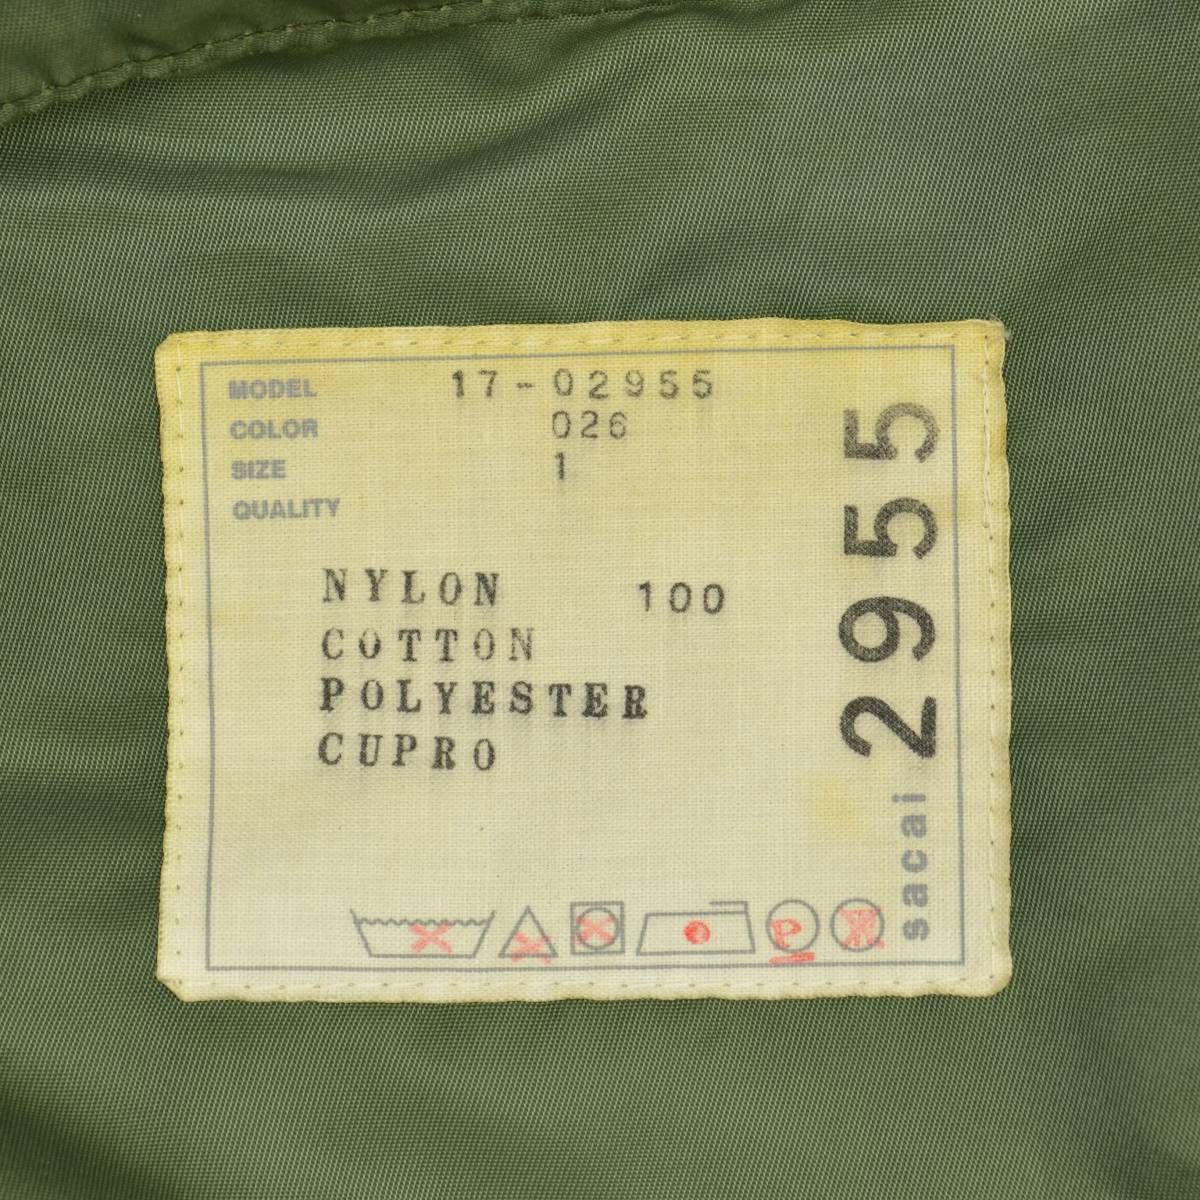 MODEL 17-02955
COLOR 026
SIZE 1
QUALITY
NYLON 100
COTTON
POLYESTER
CUPRO
P
sacai 2955